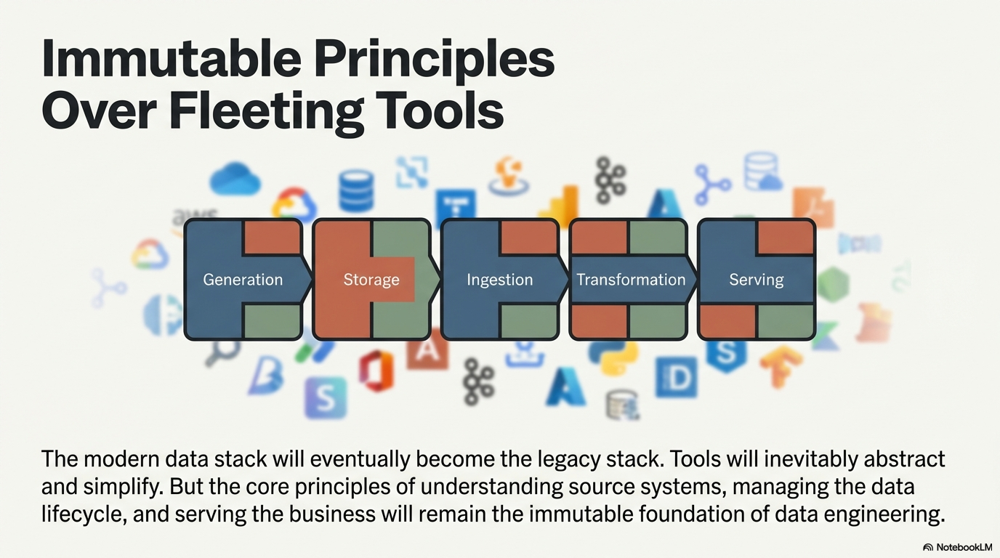 Immutable Principles
Over Fleeting Tools
aws
Generation
Storage
Ingestion
Transformation
Serving
T
A
S
S
D
The modern data stack will eventually become the legacy stack. Tools will inevitably abstract
and simplify. But the core principles of understanding source systems, managing the data
lifecycle, and serving the business will remain the immutable foundation of data engineering.
NotebookLM